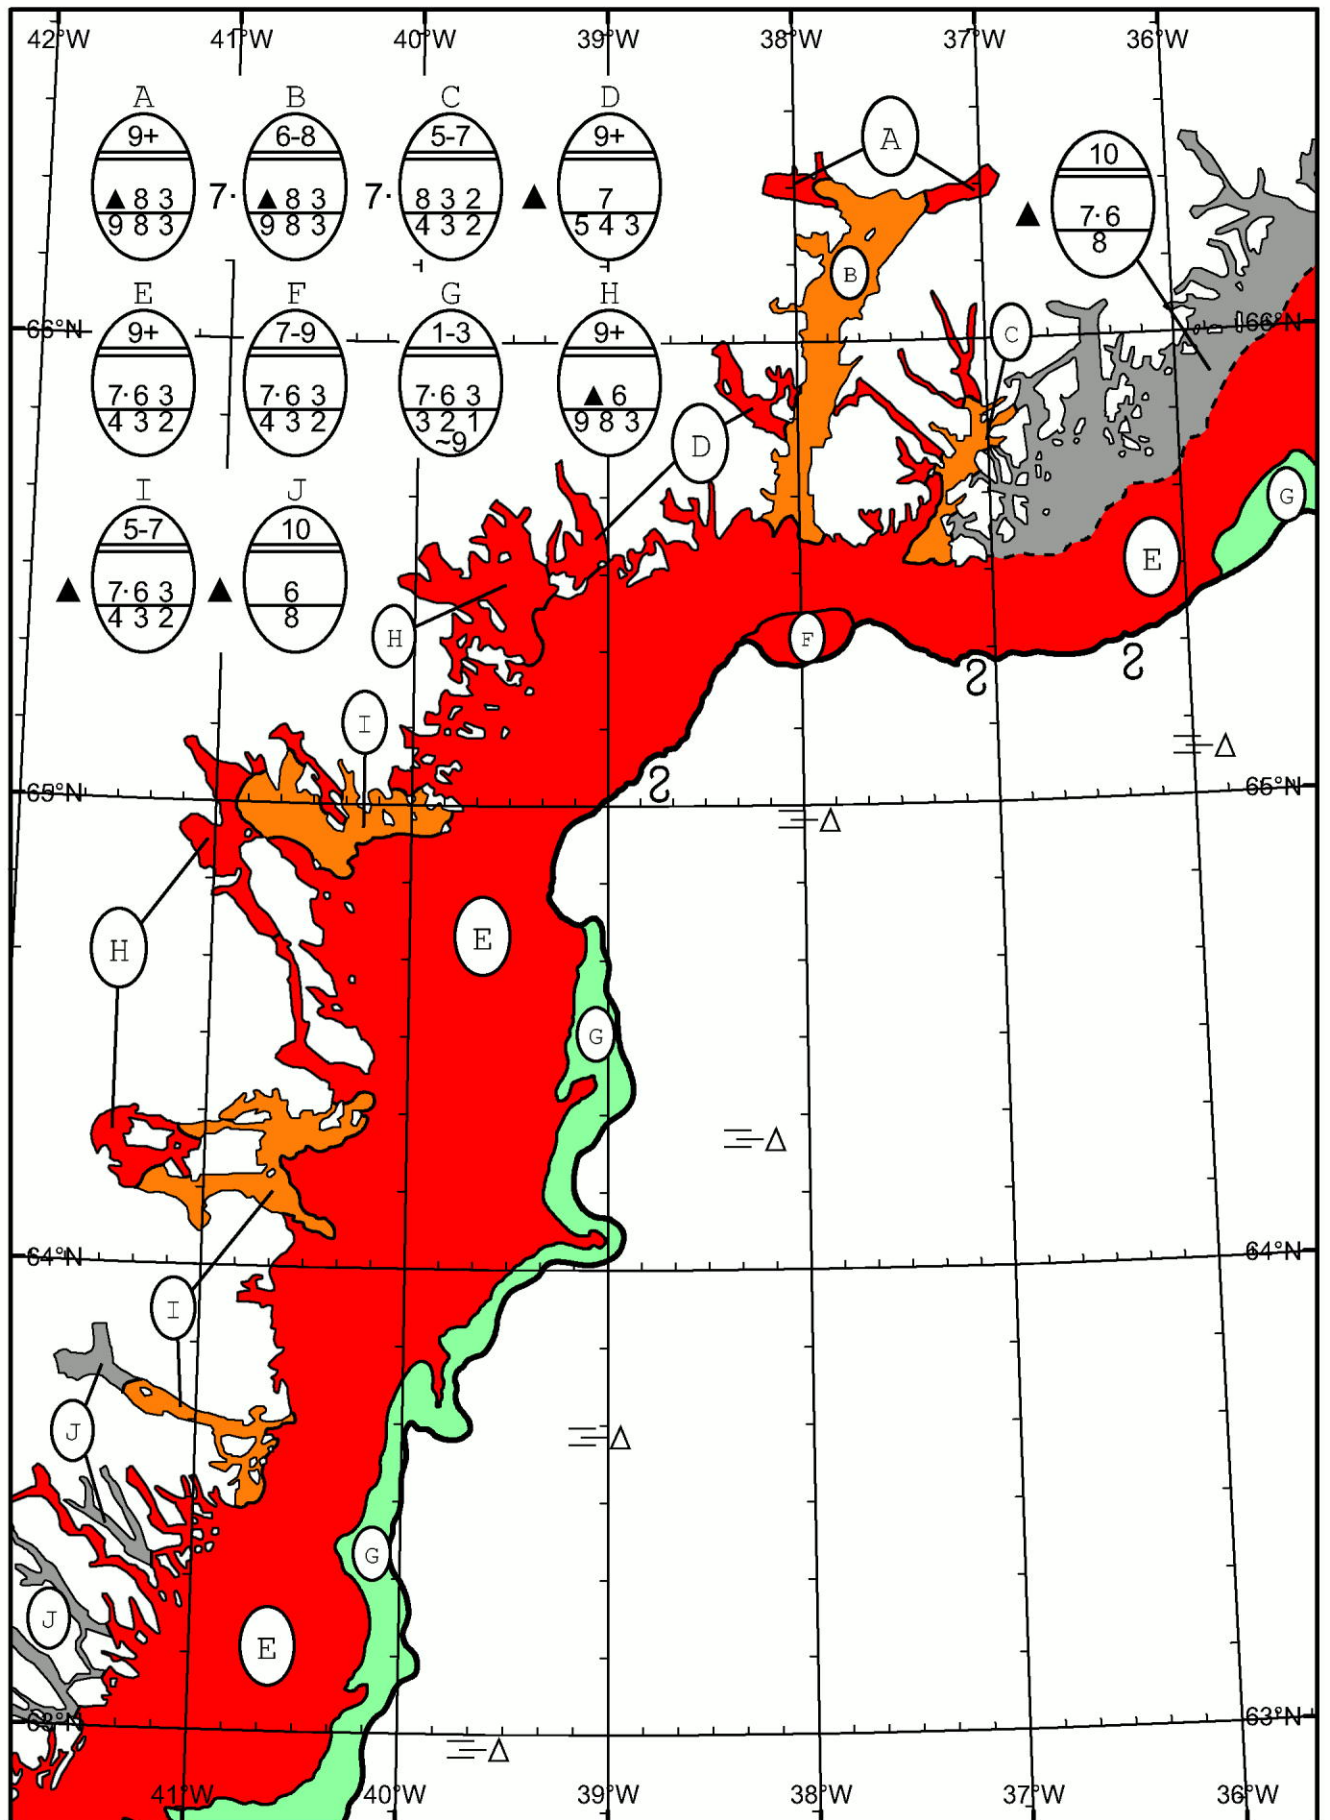 42°W 41°W 40°W 39°W 38°W 37°W 36°W
A B C D
9+ 6-8 5-7 9+ A 10
▲ 8 3 7· ▲ 8 3 7· 8 3 2 ▲ 7 ▲ 7·6
9 8 3 9 8 3 4 3 2 5 4 3 8
B
E F G H
66°N 9+ 7-9 1-3 9+ C 66°N
7·6 3 7·6 3 7·6 3 ▲ 6
4 3 2 4 3 2 3 2 1 9 8 3
~9
D
I J G
5-7 10
E
▲ 7·6 3 ▲ 6
4 3 2 8
H F
I
65°N 65°N
H E
G
64°N 64°N
I
J
G
J
E
63°N 63°N
41°W 40°W 39°W 38°W 37°W 36°W